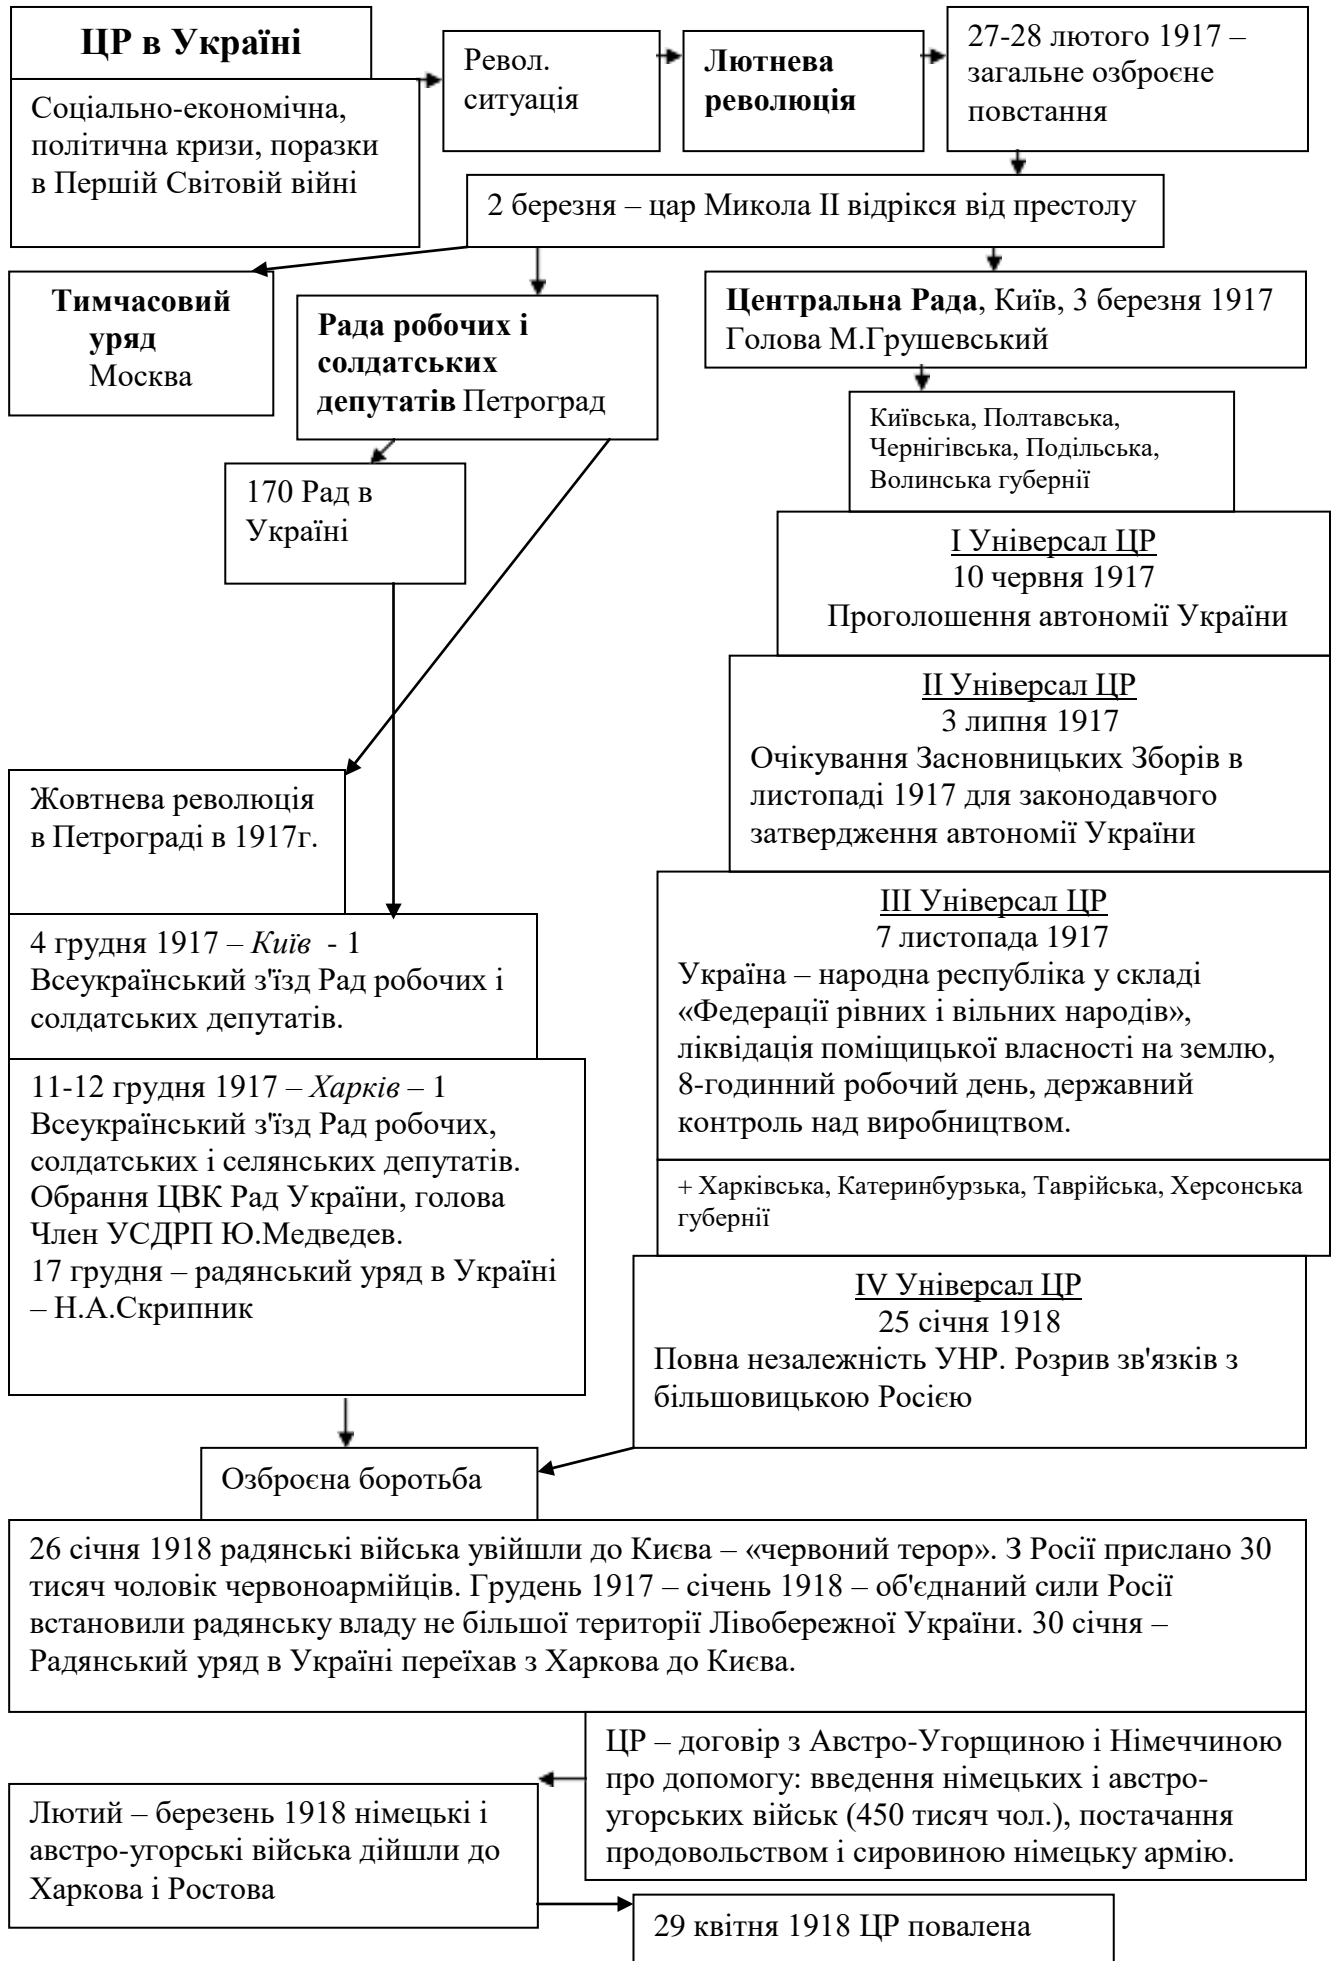 ЦР в Україні
Соціально-економічна,
політична кризи, поразки
в Першій Світовій війні
Револ.
ситуація
Лютнева
революція
27-28 лютого 1917 –
загальне озброєне
повстання
2 березня – цар Микола II відрікся від престолу
Тимчасовий
уряд
Москва
Рада робочих і
солдатських
депутатів Петроград
Центральна Рада, Київ, 3 березня 1917
Голова М.Грушевський
Київська, Полтавська,
Чернігівська, Подільська,
Волинська губернії
170 Рад в
Україні
I Універсал ЦР
10 червня 1917
Проголошення автономії України
II Універсал ЦР
3 липня 1917
Очікування Засновницьких Зборів в
листопаді 1917 для законодавчого
затвердження автономії України
Жовтнева революція
в Петрограді в 1917г.
III Універсал ЦР
7 листопада 1917
Україна – народна республіка у складі
«Федерації рівних і вільних народів»,
ліквідація поміщицької власності на землю,
8-годинний робочий день, державний
контроль над виробництвом.
4 грудня 1917 – Київ - 1
Всеукраїнський з'їзд Рад робочих і
солдатських депутатів.
11-12 грудня 1917 – Харків – 1
Всеукраїнський з'їзд Рад робочих,
солдатських і селянських депутатів.
Обрання ЦВК Рад України, голова
Член УСДРП Ю.Медведев.
17 грудня – радянський уряд в Україні
– Н.А.Скрипник
+ Харківська, Катеринбурзька, Таврійська, Херсонська
губернії
IV Універсал ЦР
25 січня 1918
Повна незалежність УНР. Розрив зв'язків з
більшовицькою Росією
Озброєна боротьба
26 січня 1918 радянські війська увійшли до Києва – «червоний терор». З Росії прислано 30
тисяч чоловік червоноармійців. Грудень 1917 – січень 1918 – об'єднаний сили Росії
встановили радянську владу не більшої території Лівобережної України. 30 січня –
Радянський уряд в Україні переїхав з Харкова до Києва.
ЦР – договір з Австро-Угорщиною і Німеччиною
про допомогу: введення німецьких і австро-
угорських військ (450 тисяч чол.), постачання
продовольством і сировиною німецьку армію.
Лютий – березень 1918 німецькі і
австро-угорські війська дійшли до
Харкова і Ростова
29 квітня 1918 ЦР повалена